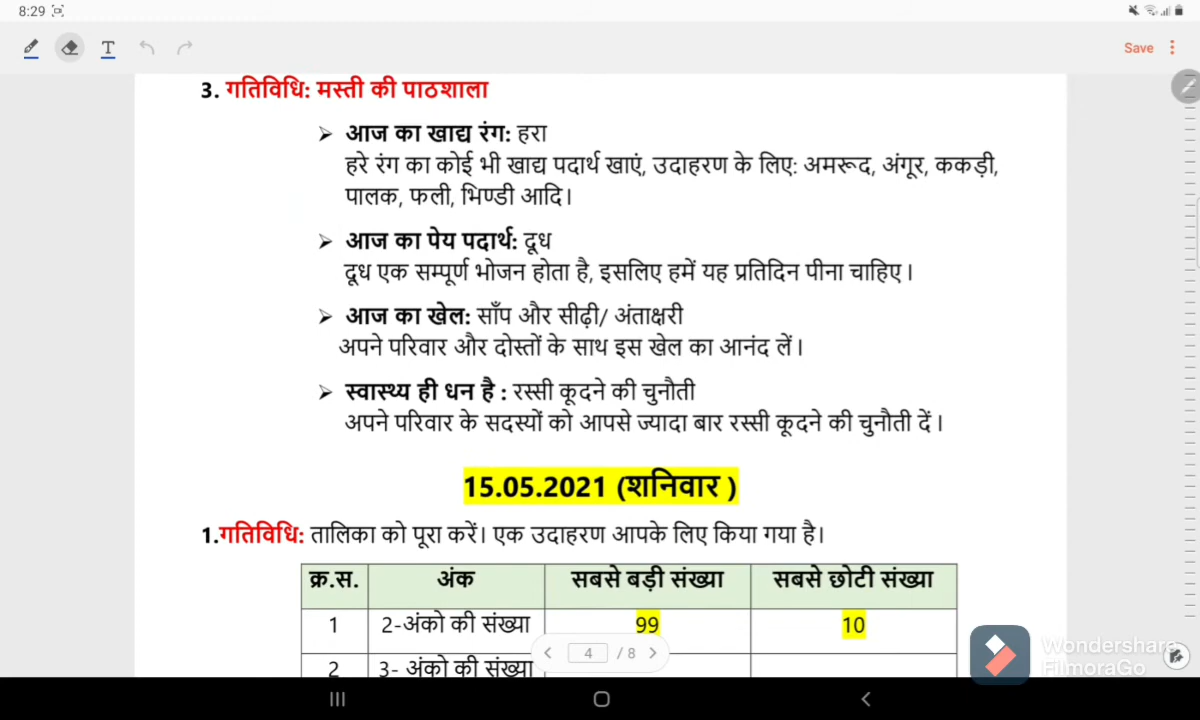 8:29
T
Save
3. गतिविधि: मस्ती की पाठशाला
➢ आज का खाद्य रंग: हरा
हरे रंग का कोई भी खाद्य पदार्थ खाएं, उदाहरण के लिए: अमरूद, अंगूर, ककड़ी,
पालक, फली, भिण्डी आदि।
➢ आज का पेय पदार्थ: दूध
दूध एक सम्पूर्ण भोजन होता है, इसलिए हमें यह प्रतिदिन पीना चाहिए।
➢ आज का खेल: साँप और सीढ़ी/ अंताक्षरी
अपने परिवार और दोस्तों के साथ इस खेल का आनंद लें।
➢ स्वास्थ्य ही धन है : रस्सी कूदने की चुनौती
अपने परिवार के सदस्यों को आपसे ज्यादा बार रस्सी कूदने की चुनौती दें।
15.05.2021 (शनिवार )
1.गतिविधि: तालिका को पूरा करें। एक उदाहरण आपके लिए किया गया है।
क्र.स. अंक सबसे बड़ी संख्या सबसे छोटी संख्या
1 2-अंको की संख्या 99 10
2 3- अंको की संख्या
4 / 8
Wondershare
FilmoraGo